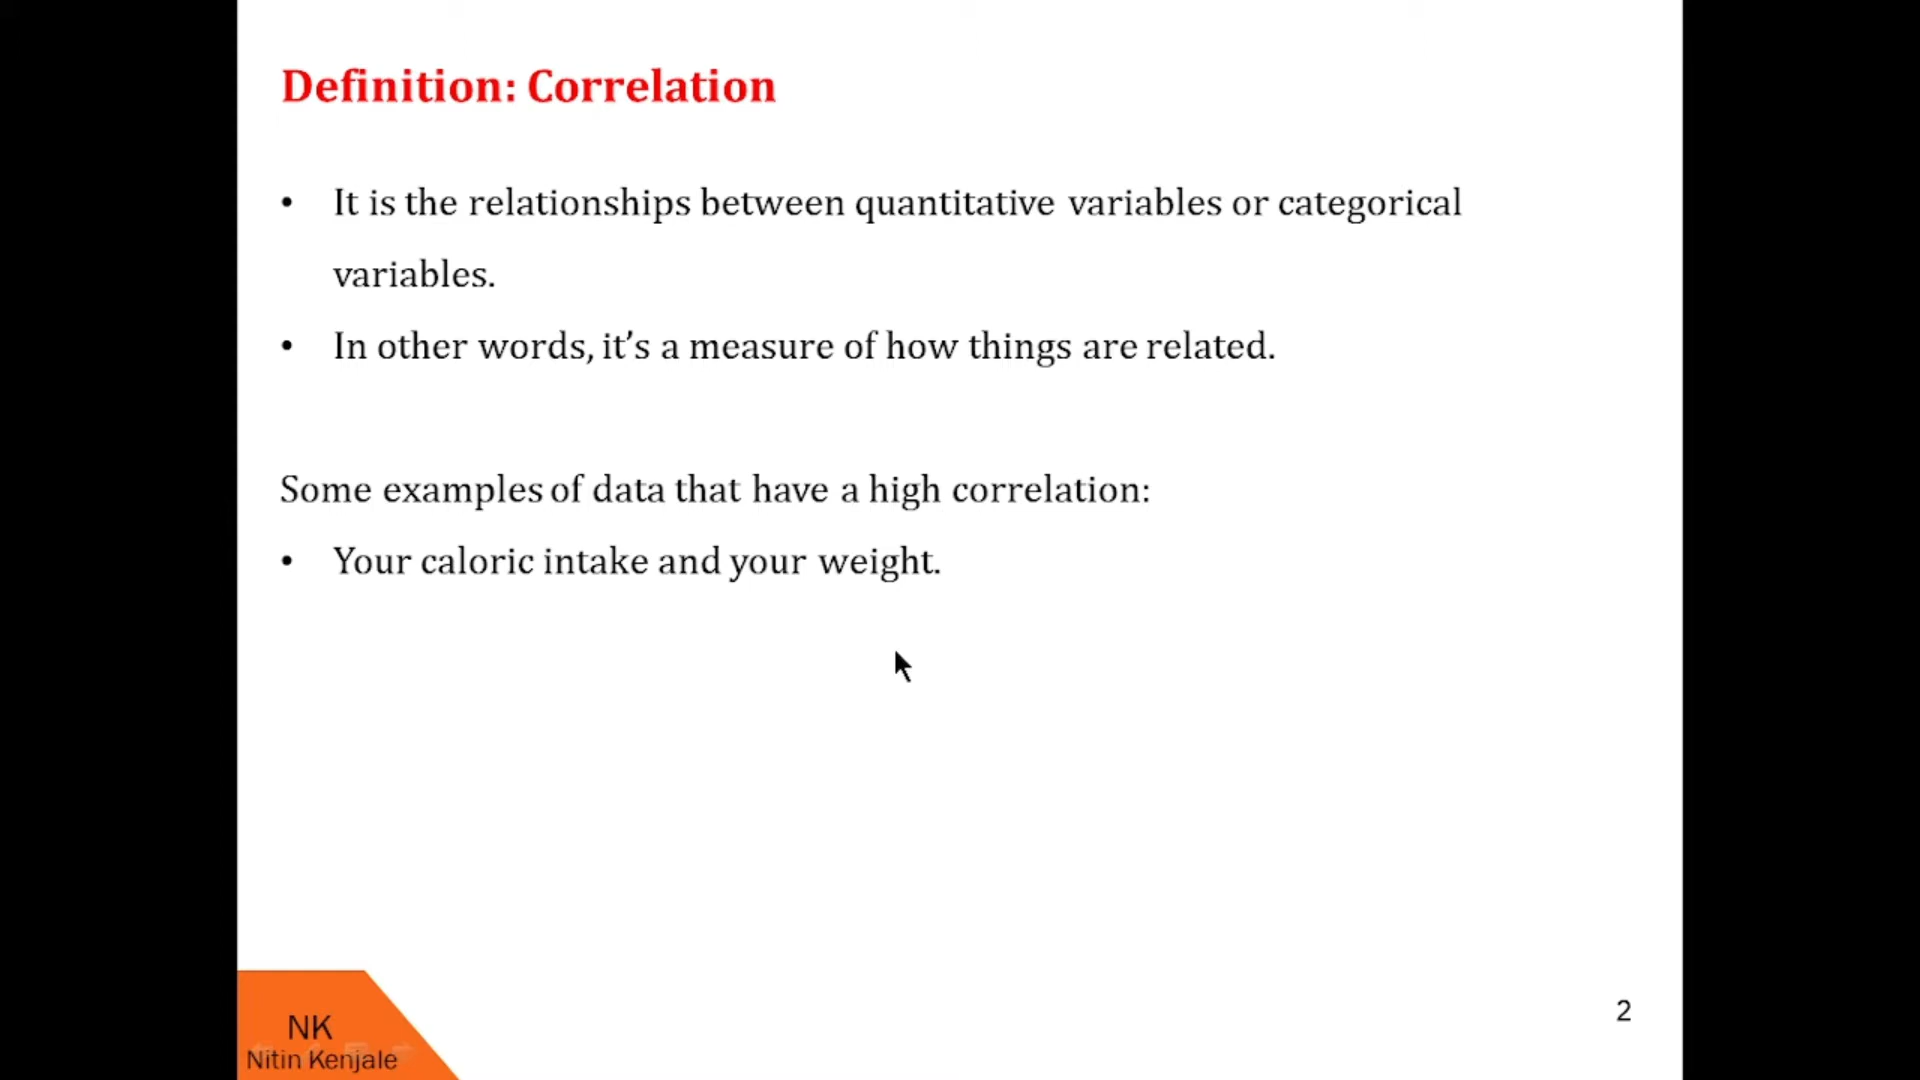 Definition: Correlation
• It is the relationships between quantitative variables or categorical
variables.
• In other words, it’s a measure of how things are related.
Some examples of data that have a high correlation:
• Your caloric intake and your weight.
NK
Nitin Kenjale
2